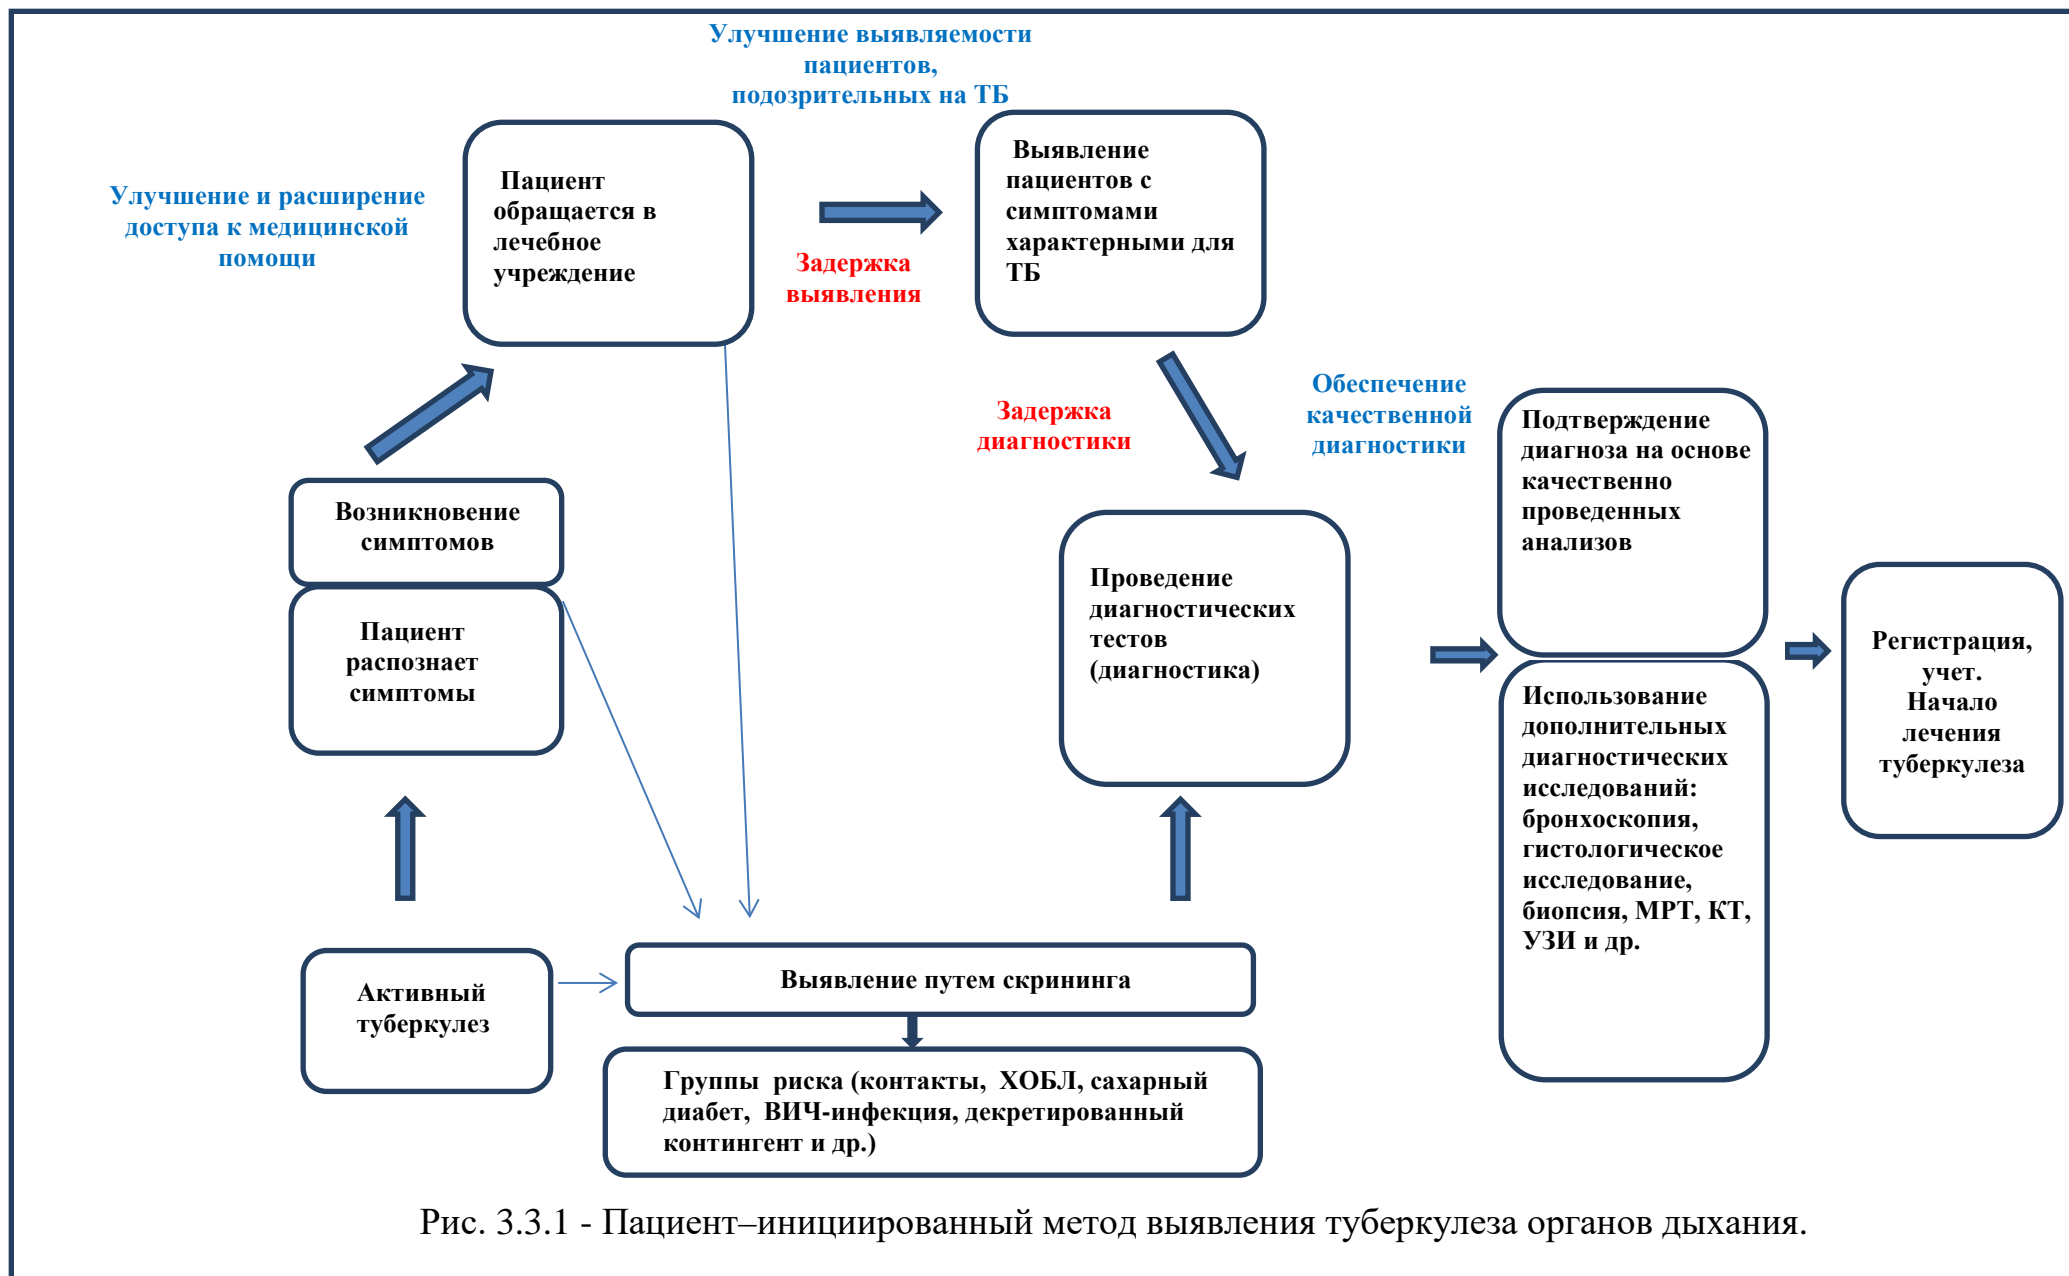 Улучшение выявляемости
пациентов,
подозрительных на ТБ
Улучшение и расширение
доступа к медицинской
помощи
Пациент
обращается в
лечебное
учреждение
Задержка
выявления
Выявление
пациентов с
симптомами
характерными для
ТБ
Задержка
диагностики
Обеспечение
качественной
диагностики
Возникновение
симптомов
Пациент
распознает
симптомы
Проведение
диагностических
тестов
(диагностика)
Подтверждение
диагноза на основе
качественно
проведенных
анализов
Использование
дополнительных
диагностических
исследований:
бронхоскопия,
гистологическое
исследование,
биопсия, МРТ, КТ,
УЗИ и др.
Регистрация,
учет.
Начало
лечения
туберкулеза
Активный
туберкулез
Выявление путем скрининга
Группы риска (контакты, ХОБЛ, сахарный
диабет, ВИЧ-инфекция, декретированный
контингент и др.)
Рис. 3.3.1 - Пациент–инициированный метод выявления туберкулеза органов дыхания.